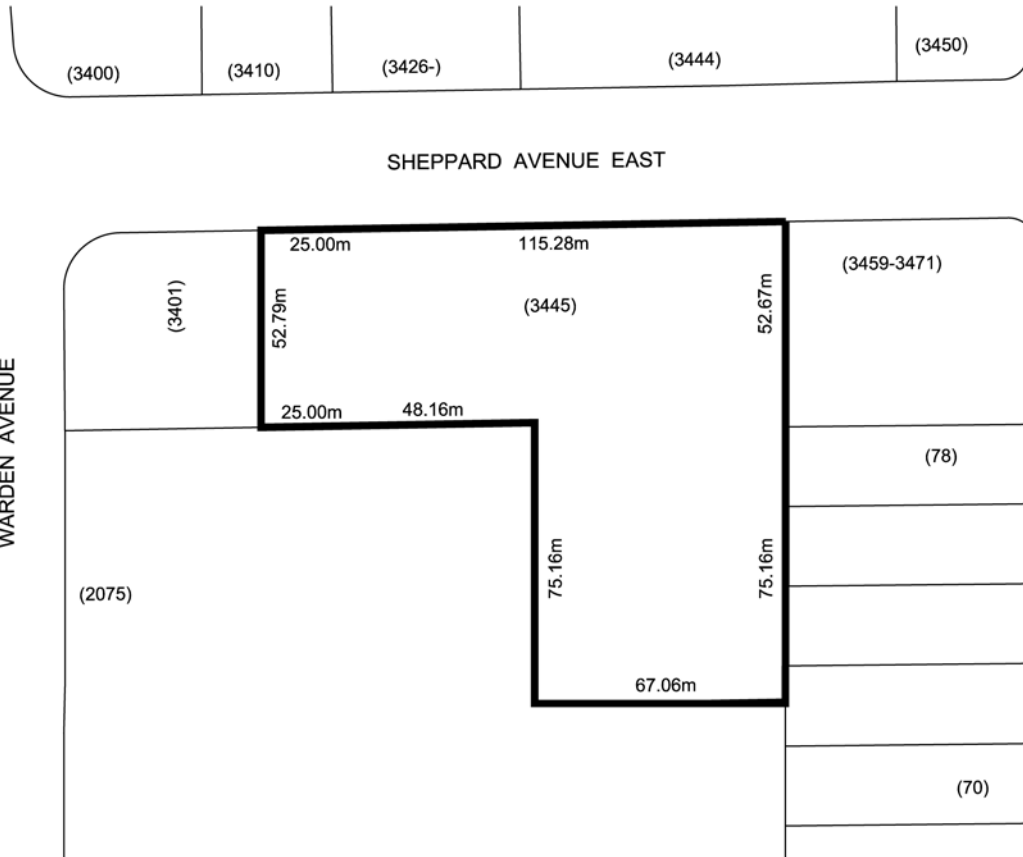 (3400)
(3410)
(3426-)
(3444)
(3450)
SHEPPARD AVENUE EAST
25.00m
115.28m
(3459-3471)
(3401)
52.79m
(3445)
52.67m
WARDEN AVENUE
25.00m
48.16m
(78)
75.16m
75.16m
(2075)
67.06m
(70)